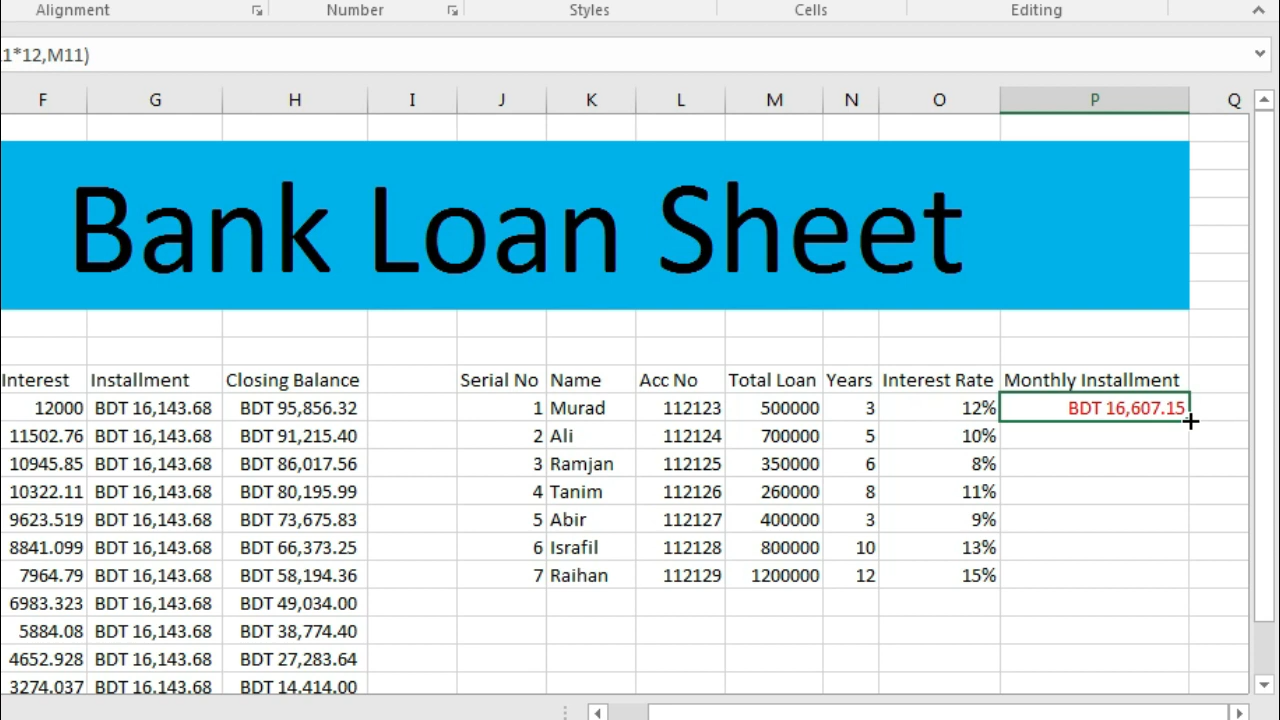 Alignment Number Styles Cells Editing
1*12,M11)
F G H I J K L M N O P Q
Bank Loan Sheet
Interest Installment Closing Balance Serial No Name Acc No Total Loan Years Interest Rate Monthly Installment
12000 BDT 16,143.68 BDT 95,856.32 1 Murad 112123 500000 3 12% BDT 16,607.15
11502.76 BDT 16,143.68 BDT 91,215.40 2 Ali 112124 700000 5 10%
10945.85 BDT 16,143.68 BDT 86,017.56 3 Ramjan 112125 350000 6 8%
10322.11 BDT 16,143.68 BDT 80,195.99 4 Tanim 112126 260000 8 11%
9623.519 BDT 16,143.68 BDT 73,675.83 5 Abir 112127 400000 3 9%
8841.099 BDT 16,143.68 BDT 66,373.25 6 Israfil 112128 800000 10 13%
7964.79 BDT 16,143.68 BDT 58,194.36 7 Raihan 112129 1200000 12 15%
6983.323 BDT 16,143.68 BDT 49,034.00
5884.08 BDT 16,143.68 BDT 38,774.40
4652.928 BDT 16,143.68 BDT 27,283.64
3274.037 BDT 16,143.68 BDT 14,414.00